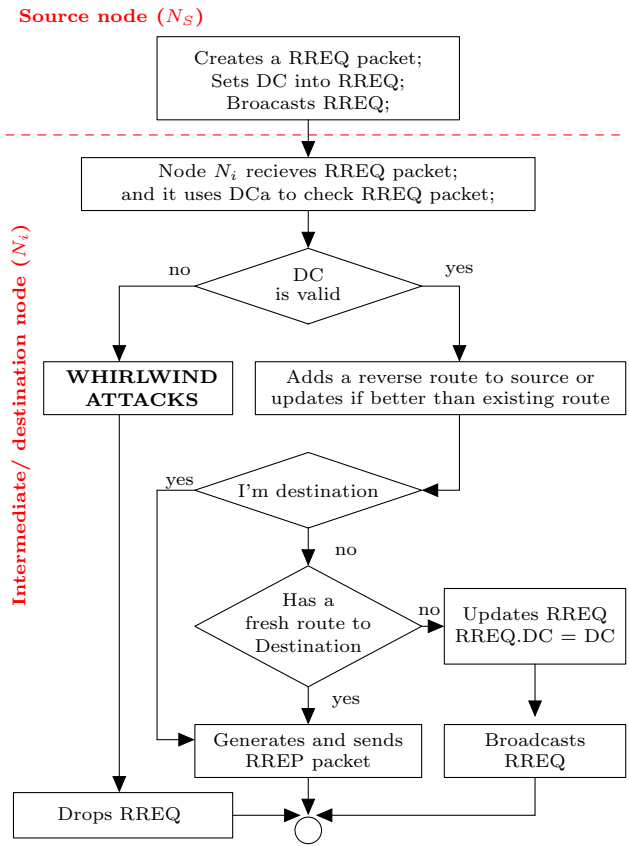 Source node (N_S)
Creates a RREQ packet;
Sets DC into RREQ;
Broacasts RREQ;
Node N_i recieves RREQ packet;
and it uses DCa to check RREQ packet;
Intermediate/ destination node (N_i)
no
DC
is valid
yes
WHIRLWIND
ATTACKS
Adds a reverse route to source or
updates if better than existing route
yes
I'm destination
no
Has a
fresh route to
Destination
no
Updates RREQ
RREQ.DC = DC
yes
Generates and sends
RREP packet
Broadcasts
RREQ
Drops RREQ